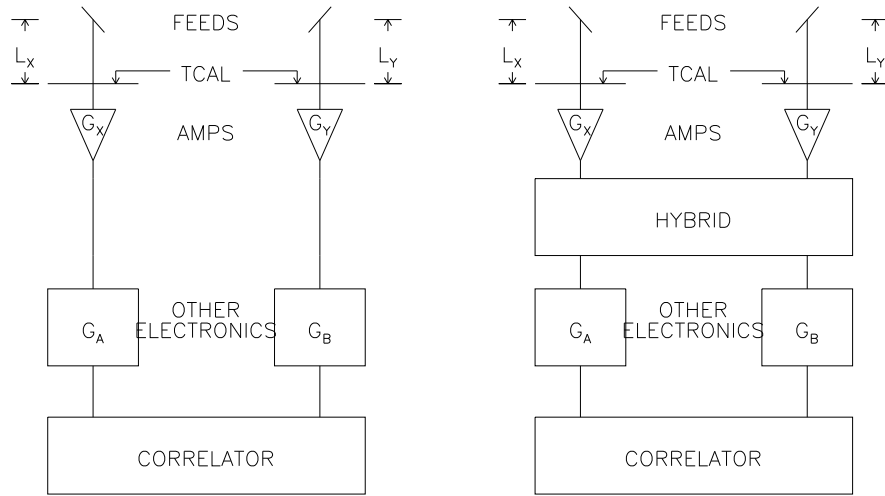 FEEDS
L_X
L_Y
TCAL
G_X
G_Y
AMPS
OTHER
ELECTRONICS
G_A
G_B
CORRELATOR
FEEDS
L_X
L_Y
TCAL
G_X
G_Y
AMPS
HYBRID
OTHER
ELECTRONICS
G_A
G_B
CORRELATOR